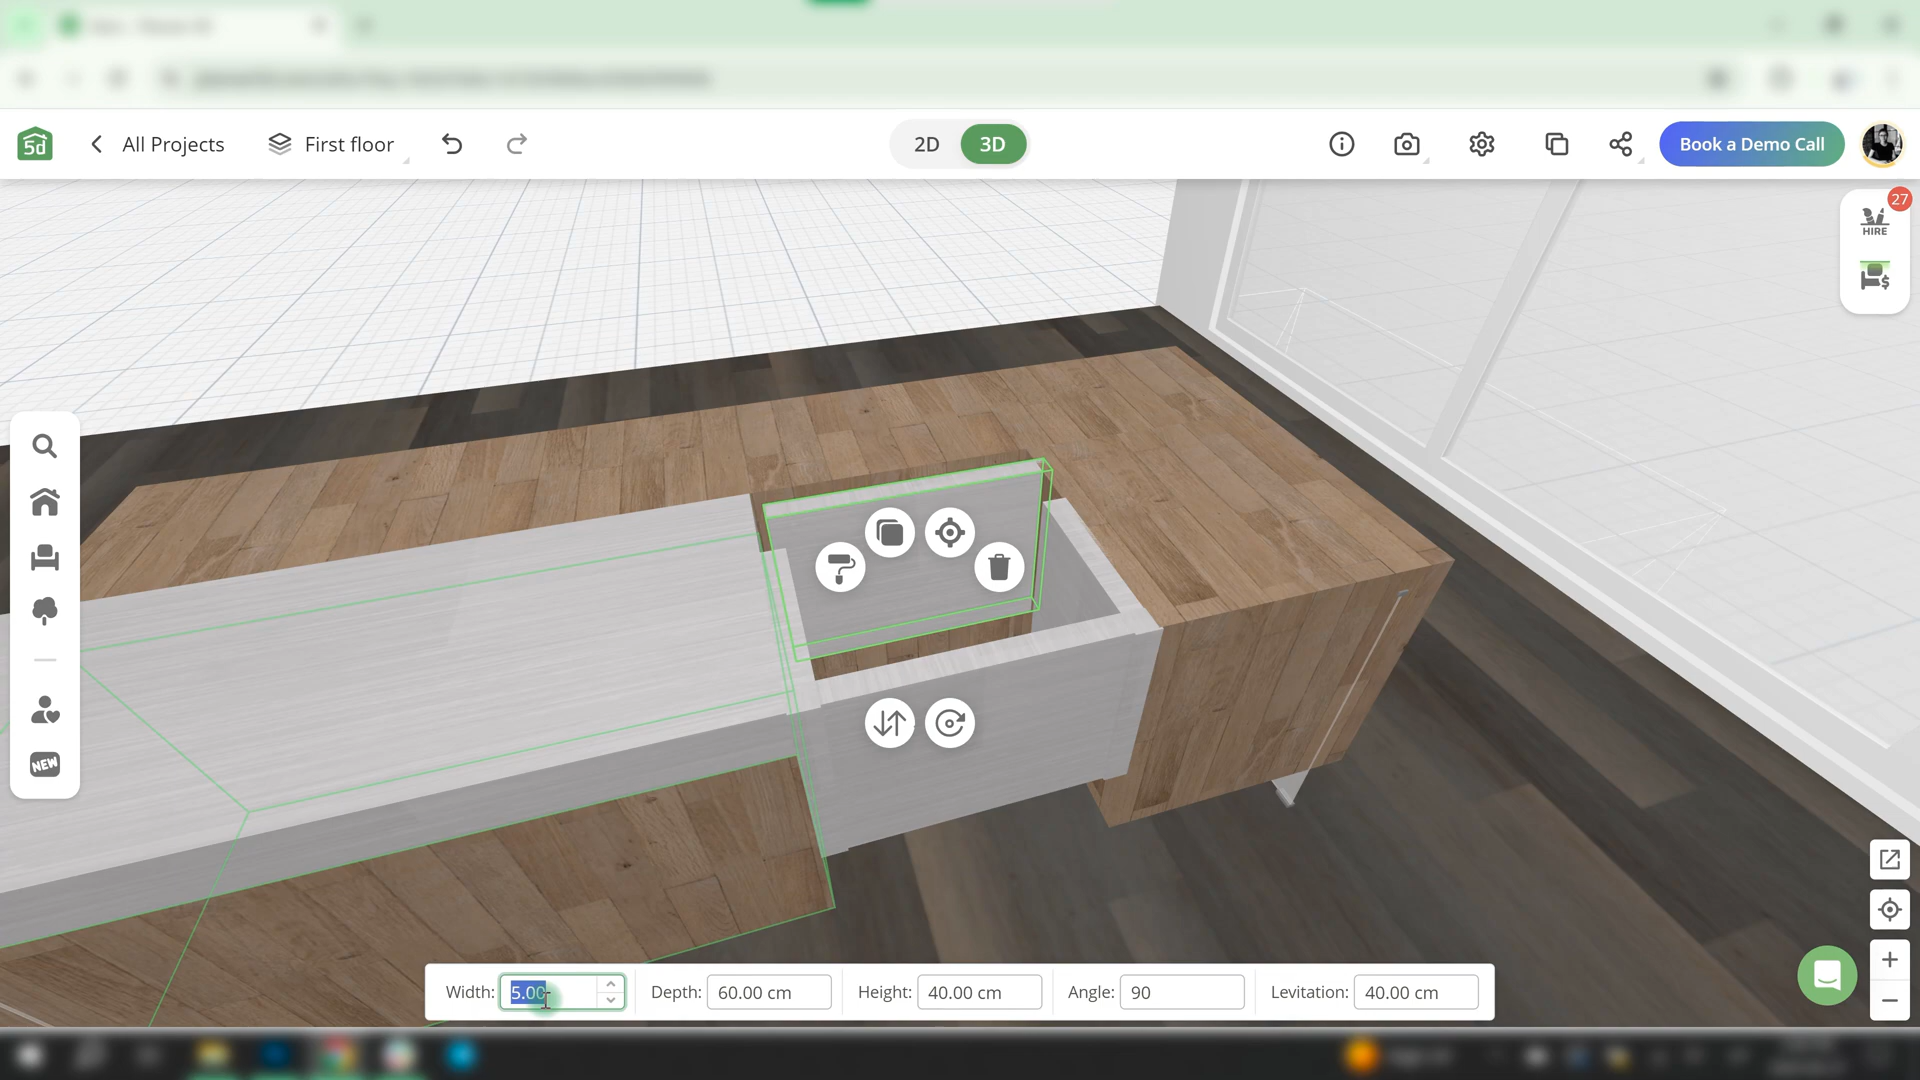 5d
All Projects
First floor
2D
3D
Book a Demo Call
27
HIRE
$
NEW
Width: 5.00
Depth: 60.00 cm
Height: 40.00 cm
Angle: 90
Levitation: 40.00 cm